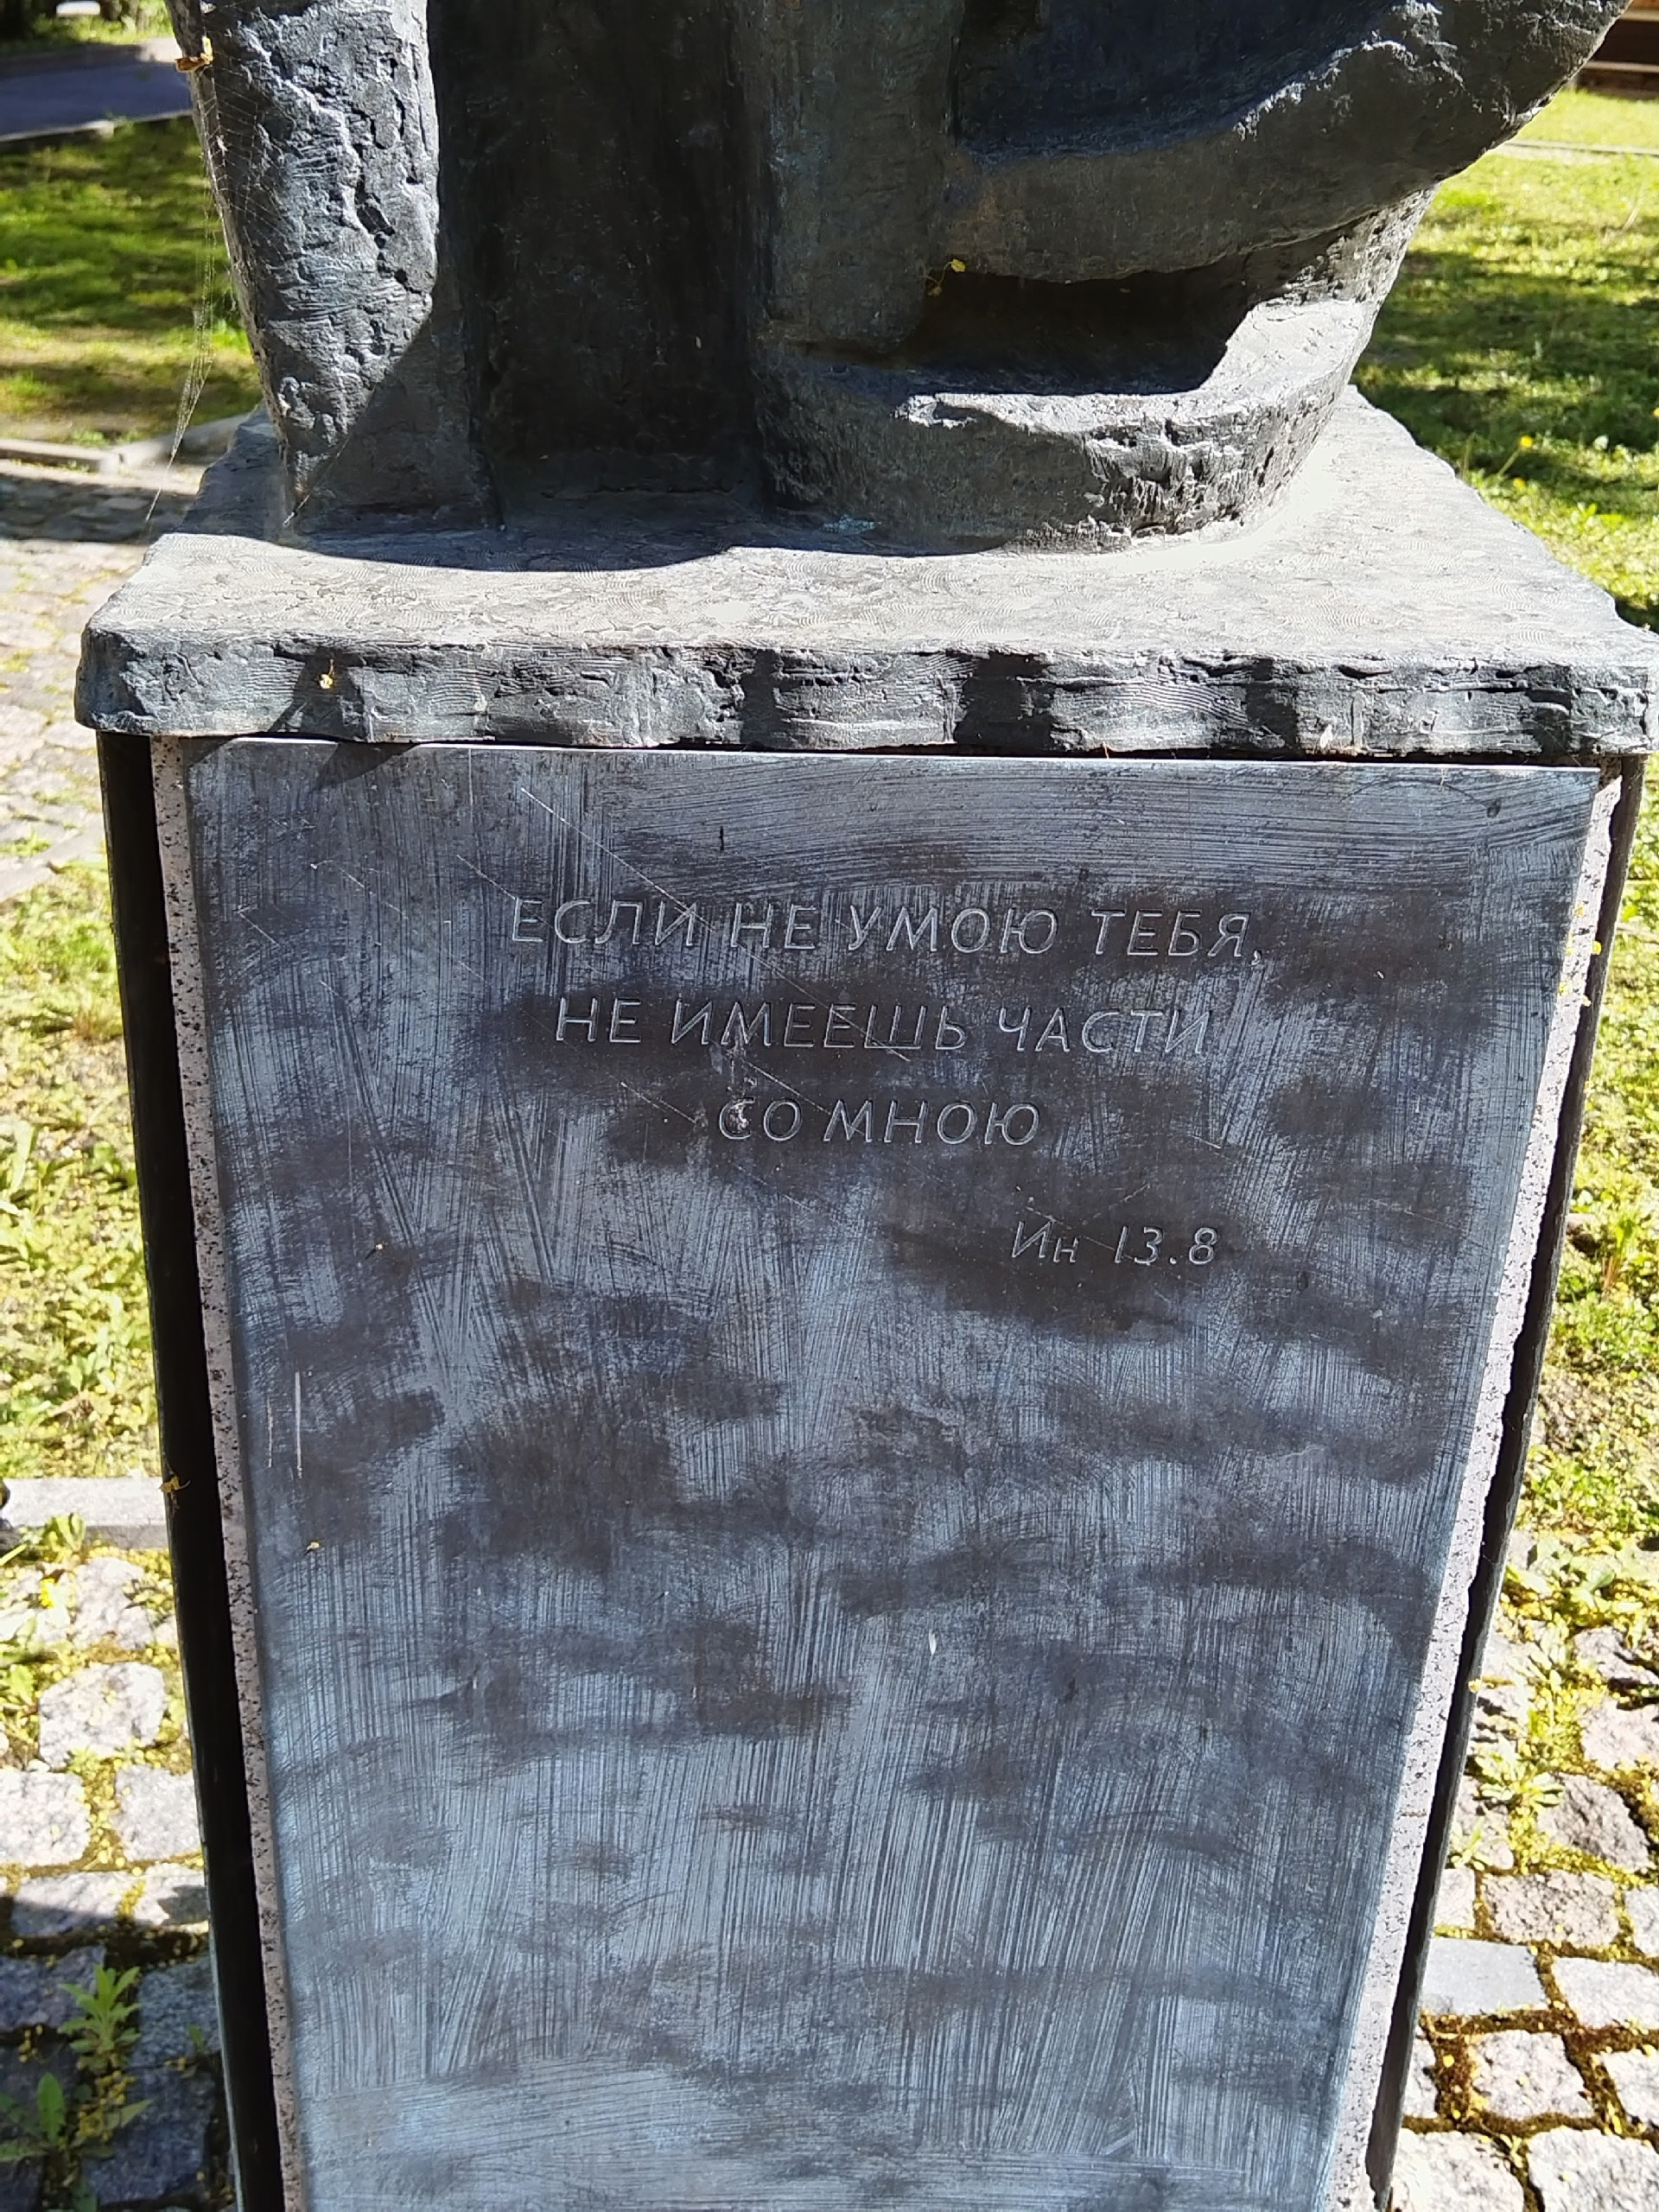 ЕСЛИ НЕ УМОЮ ТЕБЯ,
НЕ ИМЕЕШЬ ЧАСТИ
СО МНОЮ
Ин 13.8